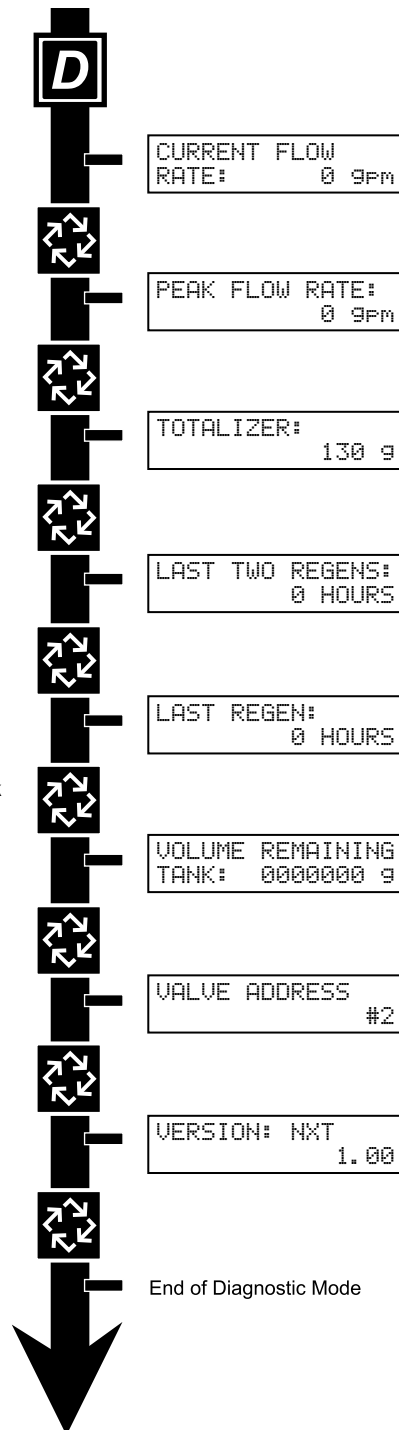 D
CURRENT FLOW
RATE: 0 gpm
PEAK FLOW RATE:
0 gpm
TOTALIZER:
130 g
LAST TWO REGENS:
0 HOURS
LAST REGEN:
0 HOURS
VOLUME REMAINING
TANK: 0000000 g
VALVE ADDRESS
#2
VERSION: NXT
1.00
End of Diagnostic Mode